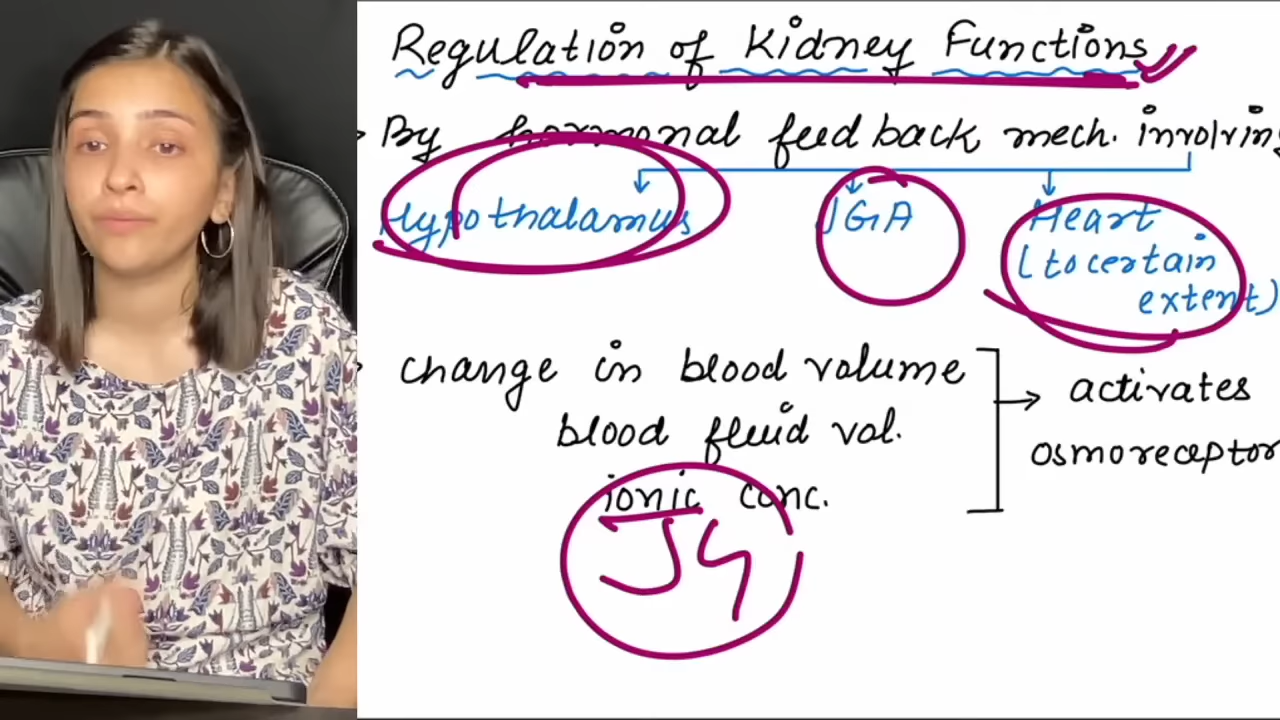 Regulation of Kidney Functions
By hormonal feed back mech. involving
Hypothalamus JGA Heart
(to certain
extent)
change in blood volume
blood fluid vol.
ionic conc.
activates
osmoreceptor